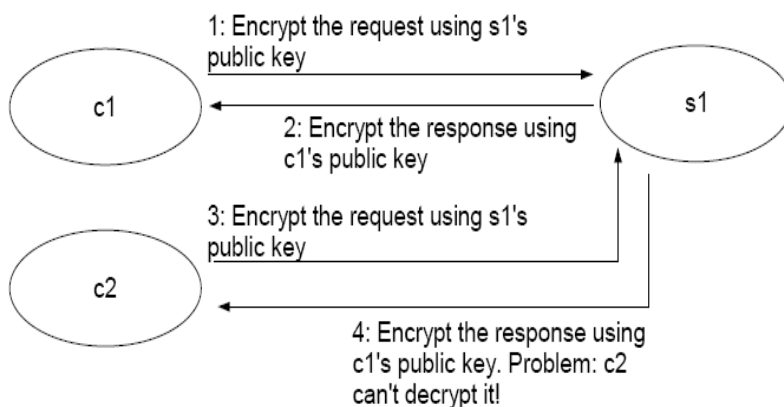 1: Encrypt the request using s1's
public key
c1
s1
2: Encrypt the response using
c1's public key
3: Encrypt the request using s1's
public key
c2
4: Encrypt the response using
c1's public key. Problem: c2
can't decrypt it!